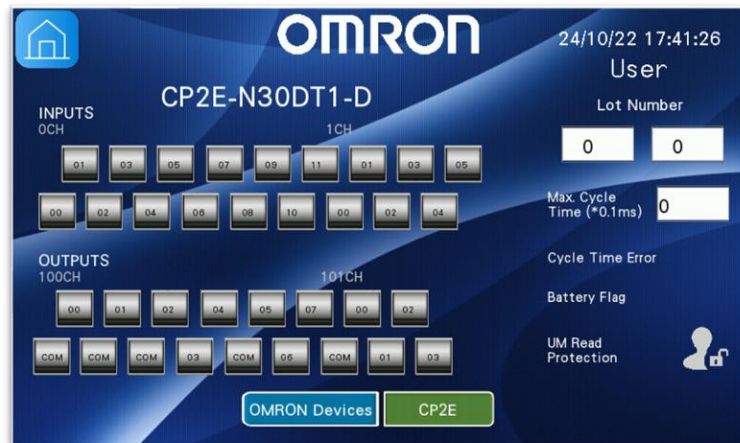 OMRON
24/10/22 17:41:26
User
CP2E-N30DT1-D
Lot Number
0 0
INPUTS
0CH 1CH
01 03 05 07 09 11 01 03 05
00 02 04 06 08 10 00 02 04
Max. Cycle
Time (*0.1ms)
0
OUTPUTS
100CH 101CH
00 01 02 04 05 07 00 02
COM COM COM 03 COM 06 COM 01 03
Cycle Time Error
Battery Flag
UM Read
Protection
OMRON Devices CP2E